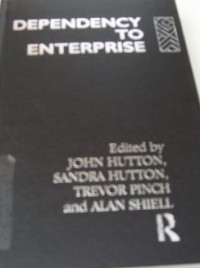 DEPENDENCY
TO
ENTERPRISE
Edited by
JOHN HUTTON,
SANDRA HUTTON,
TREVOR PINCH
and ALAN SHIELL
R